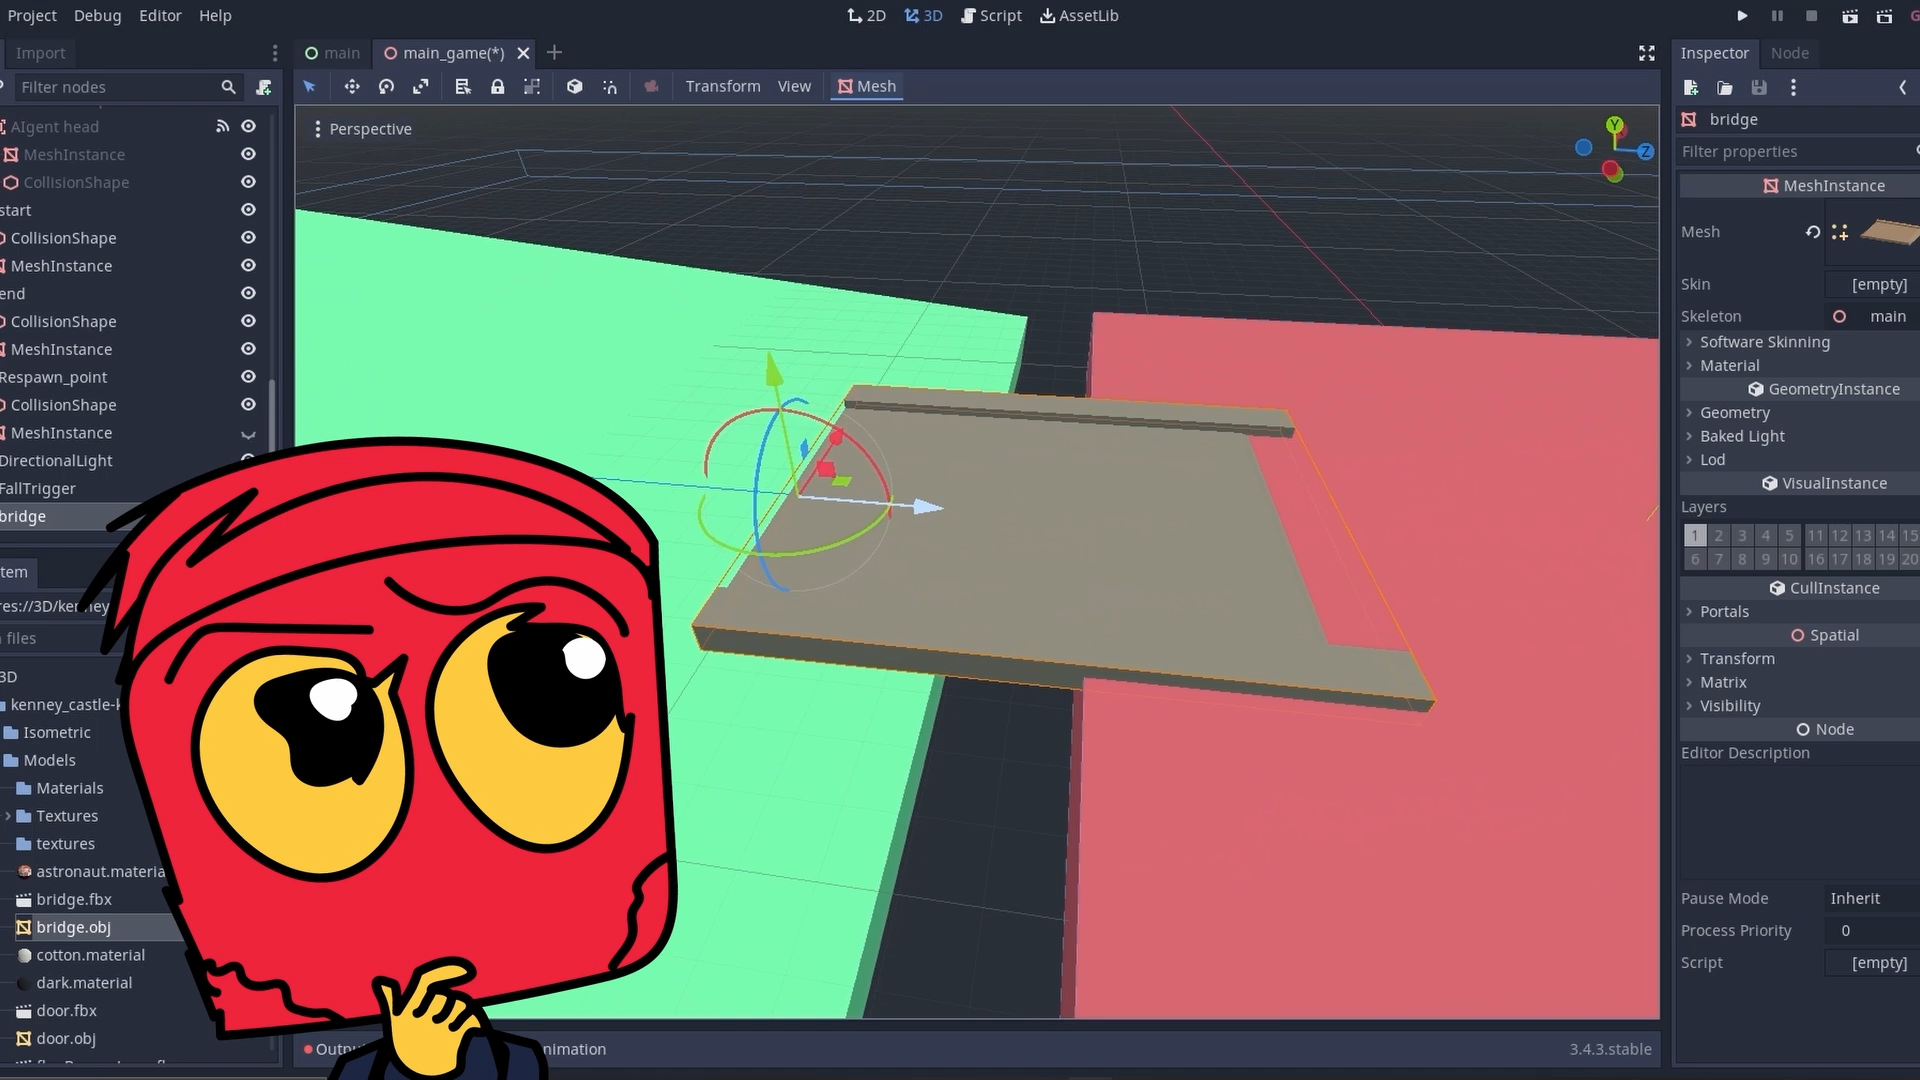 Project Debug Editor Help
2D 3D Script AssetLib
Import
main main_game(*)
Inspector Node
Filter nodes
Transform View Mesh
Perspective
Y
Z
AIgent head
MeshInstance
CollisionShape
start
CollisionShape
MeshInstance
end
CollisionShape
MeshInstance
Respawn_point
CollisionShape
MeshInstance
DirectionalLight
FallTrigger
bridge
tem
res://3D/kenney
files
3D
kenney_castle-k
Isometric
Models
Materials
Textures
textures
astronaut.materia
bridge.fbx
bridge.obj
cotton.material
dark.material
door.fbx
door.obj
Outpu
nimation
3.4.3.stable
bridge
Filter properties
MeshInstance
Mesh
Skin [empty]
Skeleton main
Software Skinning
Material
GeometryInstance
Geometry
Baked Light
Lod
VisualInstance
Layers
1 2 3 4 5 11 12 13 14 15
6 7 8 9 10 16 17 18 19 20
CullInstance
Portals
Spatial
Transform
Matrix
Visibility
Node
Editor Description
Pause Mode Inherit
Process Priority 0
Script [empty]